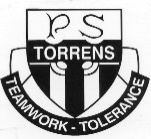 PS
TORRENS
TEAMWORK - TOLERANCE